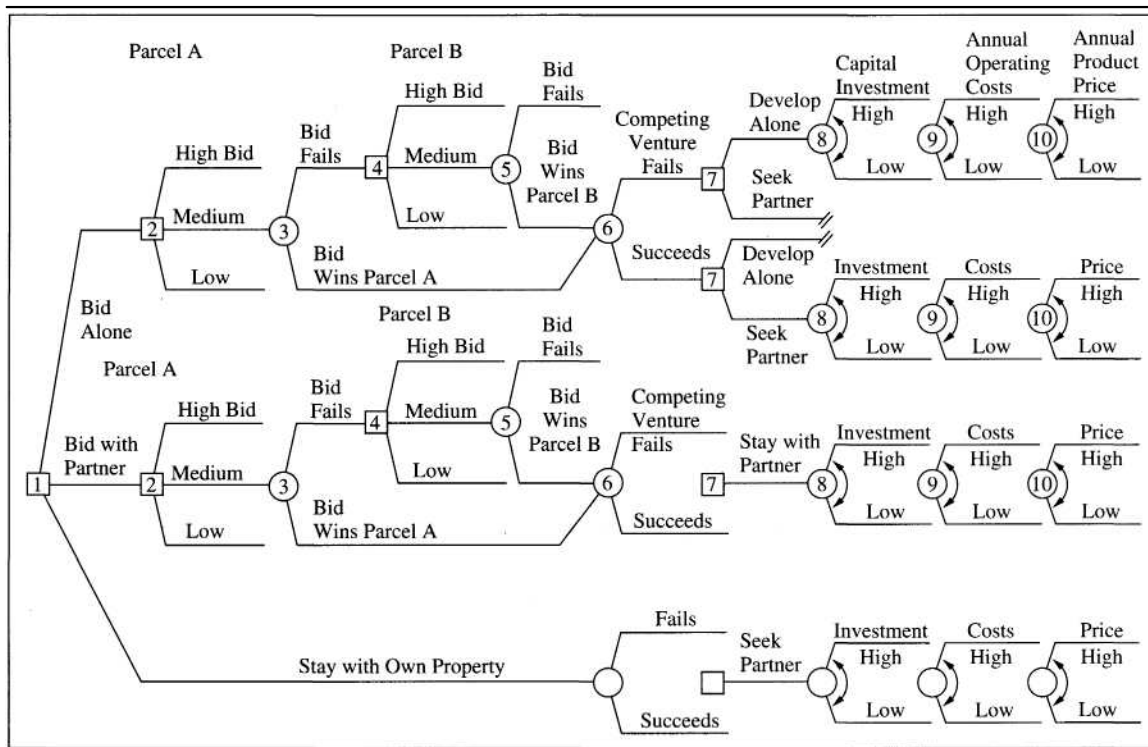 Parcel A
Parcel B
Bid
Fails
Capital
Investment
Annual
Operating
Costs
Annual
Product
Price
High Bid
Medium
Low
Bid
Fails
High Bid
Medium
Low
Bid
Wins
Parcel B
Bid
Wins Parcel A
Competing
Venture
Fails
Succeeds
Develop
Alone
Seek
Partner
High
Low
High
Low
High
Low
2
3
4
5
6
7
8
9
10
Develop
Alone
Seek
Partner
7
Investment
High
Low
Costs
High
Low
Price
High
Low
8
9
10
Bid
Alone
Parcel A
Parcel B
High Bid
Medium
Low
Bid
Fails
High Bid
Medium
Low
Bid
Fails
Bid
Wins
Parcel B
Bid
Wins Parcel A
Competing
Venture
Fails
Succeeds
Stay with
Partner
Investment
High
Low
Costs
High
Low
Price
High
Low
1
Bid with
Partner
2
3
4
5
6
7
8
9
10
Stay with Own Property
Fails
Succeeds
Seek
Partner
Investment
High
Low
Costs
High
Low
Price
High
Low